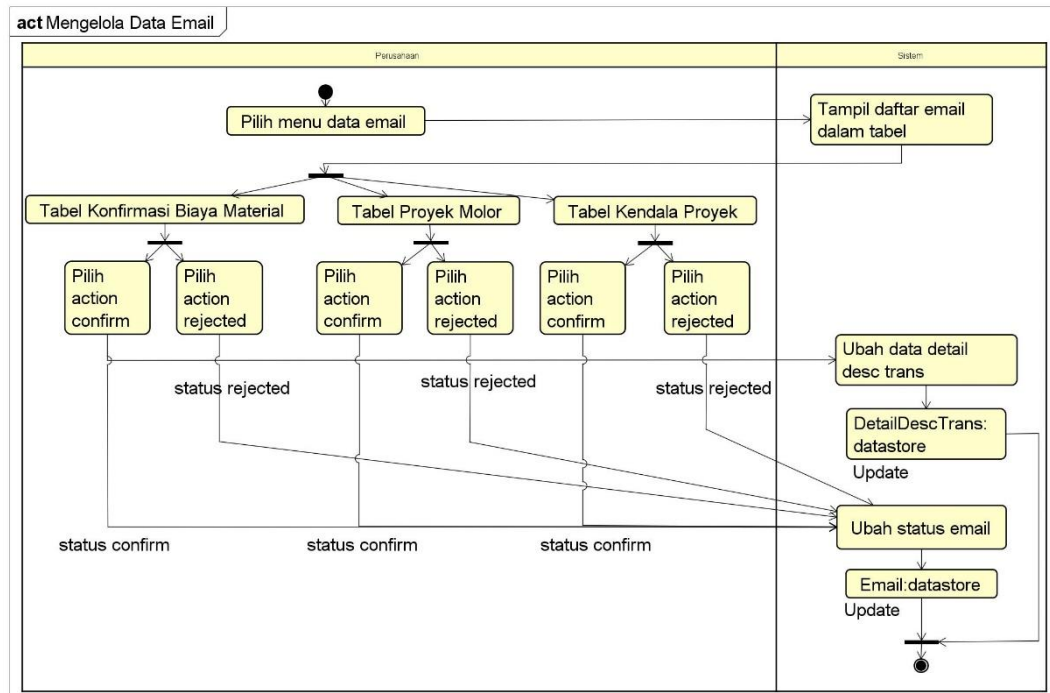 act Mengelola Data Email
Perusahaan
Sistem
Pilih menu data email
Tampil daftar email
dalam tabel
Tabel Konfirmasi Biaya Material
Tabel Proyek Molor
Tabel Kendala Proyek
Pilih
action
confirm
Pilih
action
rejected
Pilih
action
confirm
Pilih
action
rejected
Pilih
action
confirm
Pilih
action
rejected
Ubah data detail
desc trans
status rejected
status rejected
status rejected
DetailDescTrans:
datastore
Update
Ubah status email
status confirm
status confirm
status confirm
Email:datastore
Update